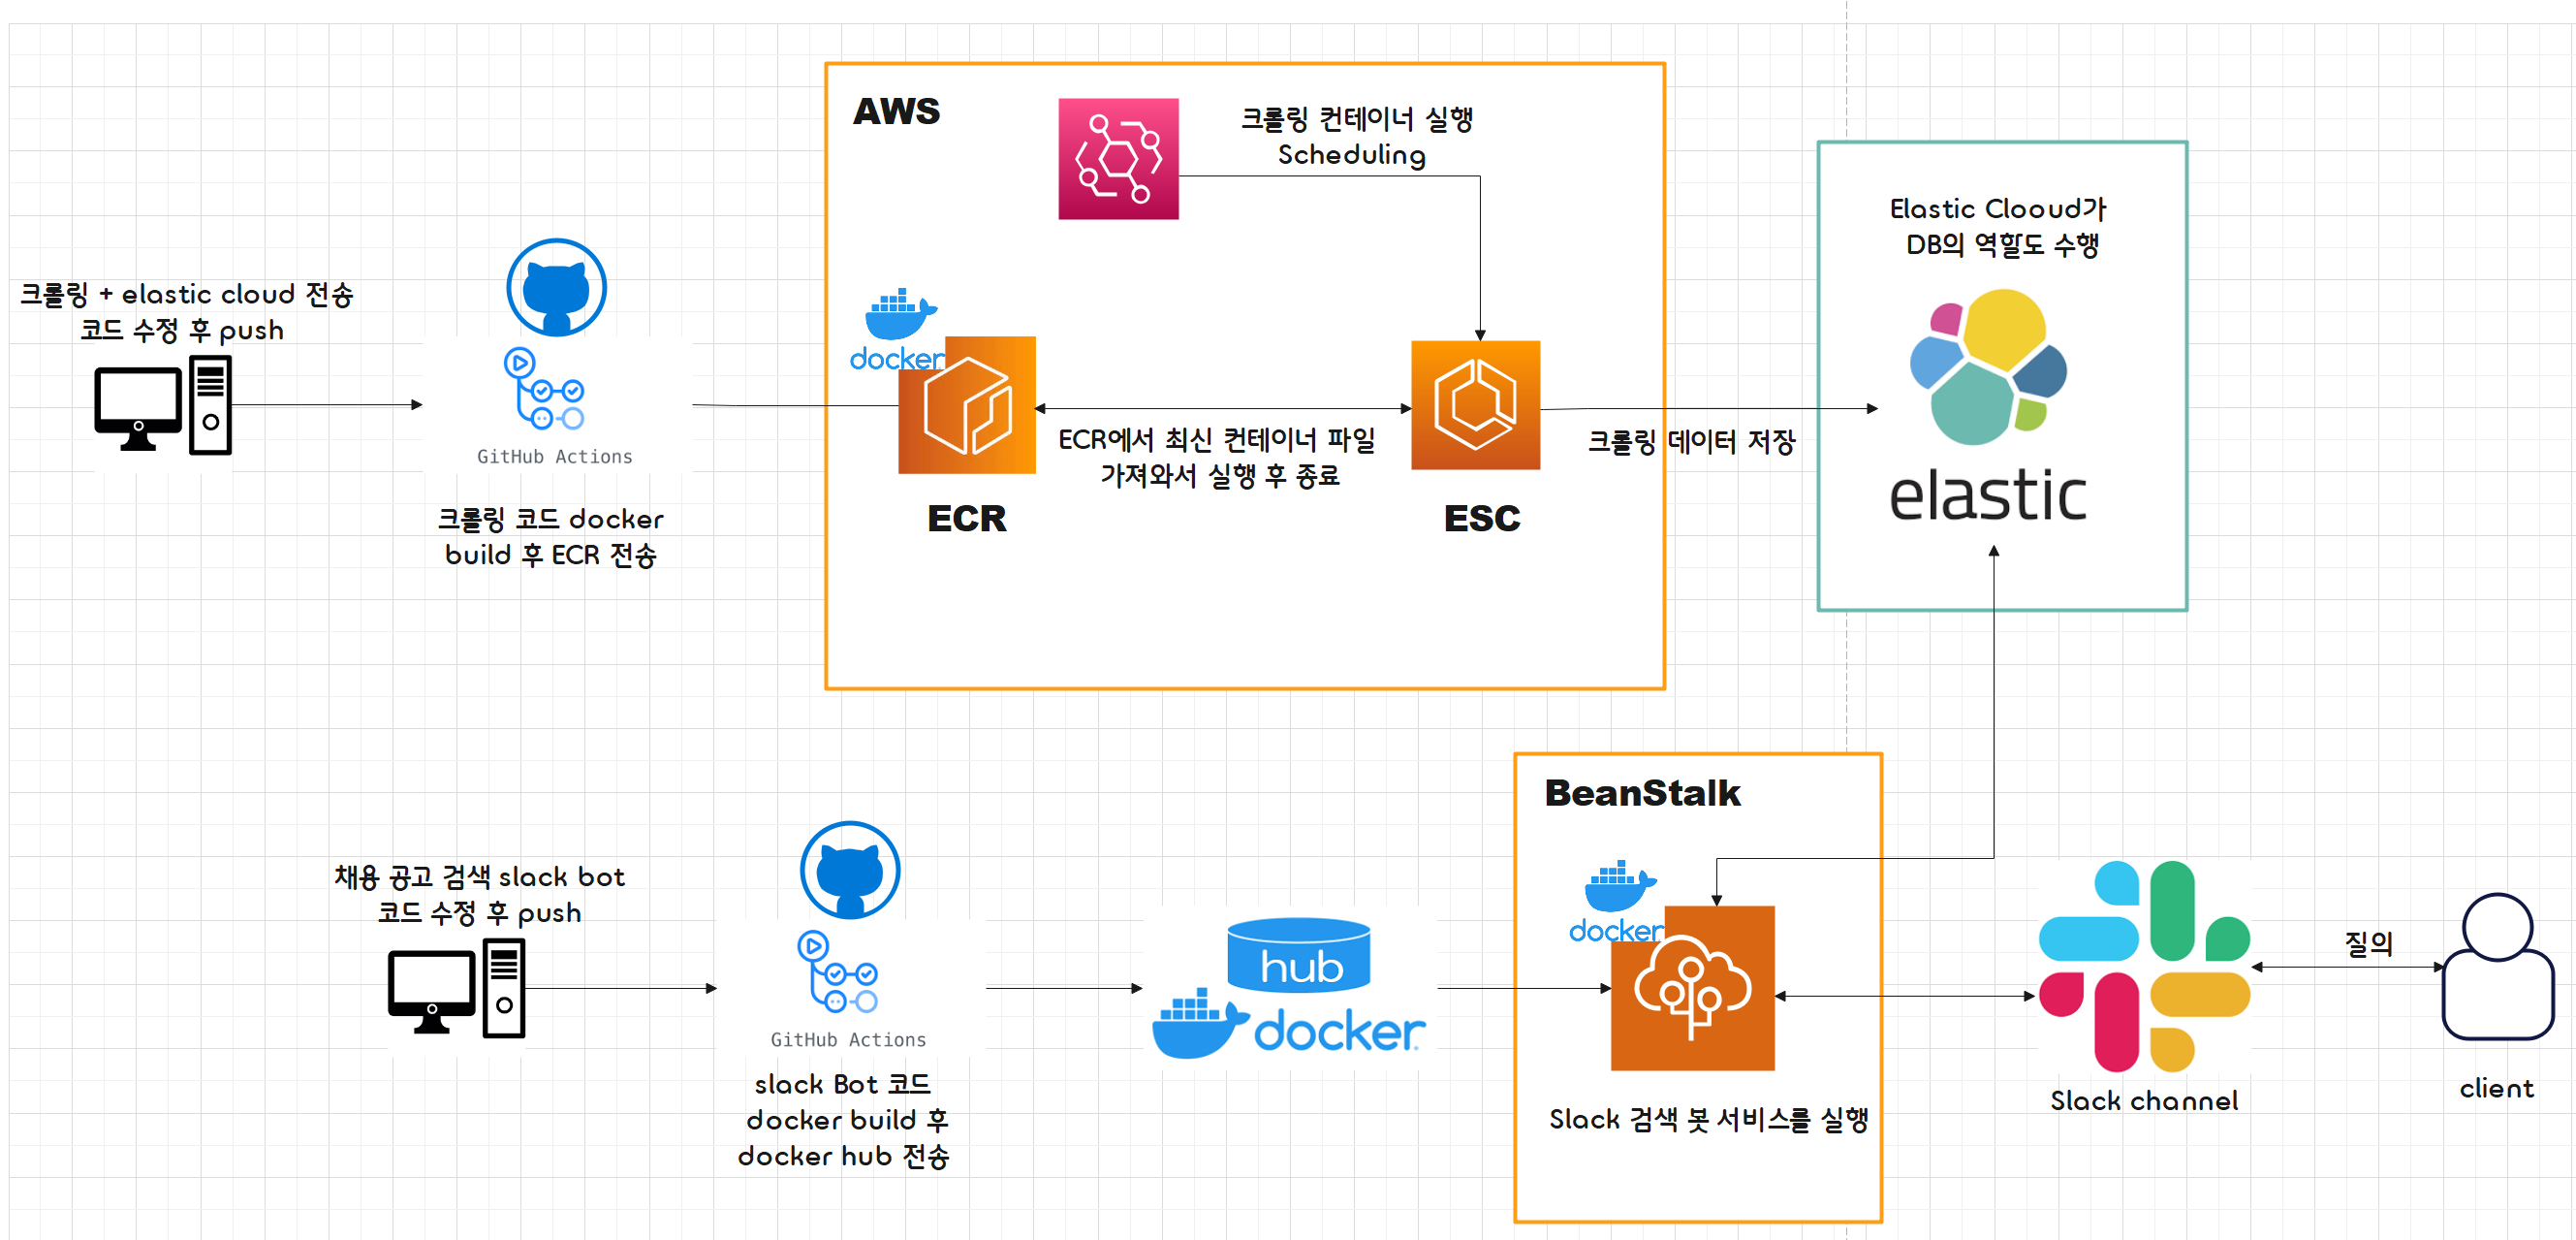 AWS
크롤링 컨테이너 실행
Scheduling
Elastic Clooud가
DB의 역할도 수행
크롤링 + elastic cloud 전송
코드 수정 후 push
docker
GitHub Actions
ECR에서 최신 컨테이너 파일
가져와서 실행 후 종료
크롤링 데이터 저장
elastic
ECR
ESC
크롤링 코드 docker
build 후 ECR 전송
BeanStalk
채용 공고 검색 slack bot
코드 수정 후 push
docker
hub
docker
GitHub Actions
질의
slack Bot 코드
docker build 후
docker hub 전송
Slack 검색 봇 서비스를 실행
Slack channel
client